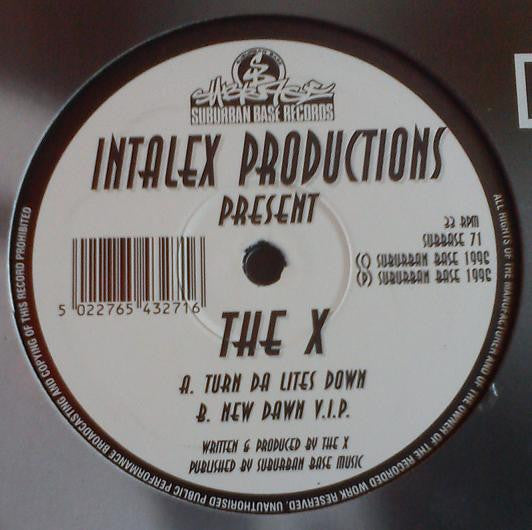 SUBURBAN BASE RECORDS
INTALEX PRODUCTIONS
PRESENT
33 RPM
SUBBASE 71
(C) SUBURBAN BASE 1996
(P) SUBURBAN BASE 1996
5 022765 432716
THE X
A. TURN DA LITES DOWN
B. NEW DAWN V.I.P.
WRITTEN & PRODUCED BY THE X
PUBLISHED BY SUBURBAN BASE MUSIC
ALL RIGHTS OF THE MANUFACTURER AND OF THE OWNER OF THE RECORDED WORK RESERVED. UNAUTHORISED PUBLIC PERFORMANCE BROADCASTING AND COPYING OF THIS RECORD PROHIBITED